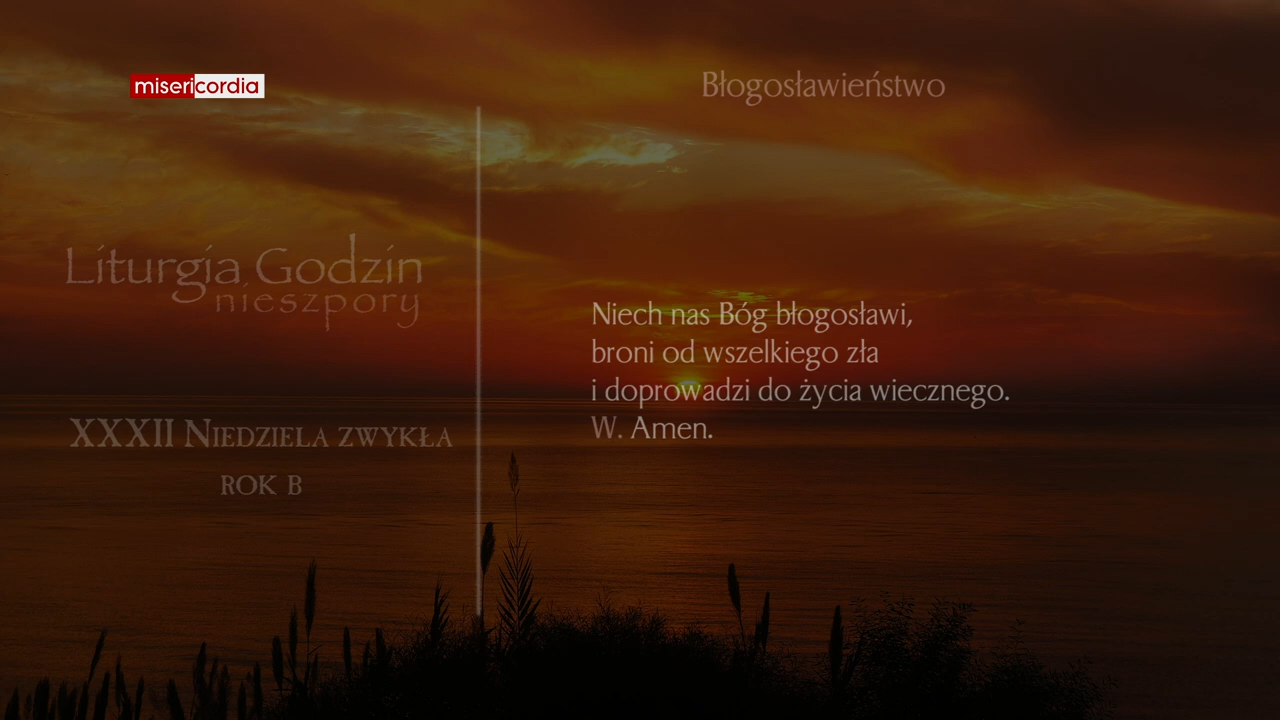 misericordia
Błogosławieństwo
Liturgia Godzin
nieszpory
XXXII Niedziela zwykła
rok B
Niech nas Bóg błogosławi,
broni od wszelkiego zła
i doprowadzi do życia wiecznego.
W. Amen.